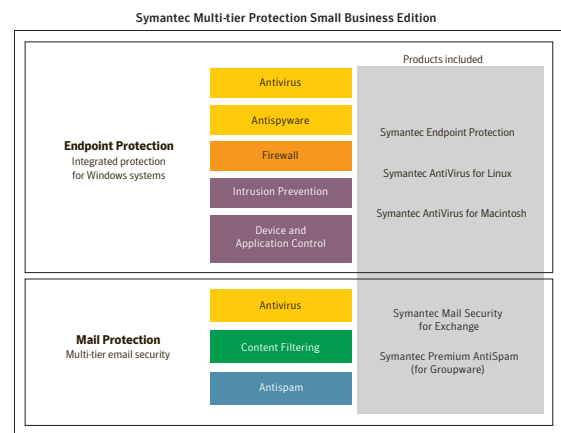 Symantec Multi-tier Protection Small Business Edition
Products included
Endpoint Protection
Integrated protection
for Windows systems
Antivirus
Antispyware
Firewall
Intrusion Prevention
Device and
Application Control
Symantec Endpoint Protection
Symantec AntiVirus for Linux
Symantec AntiVirus for Macintosh
Mail Protection
Multi-tier email security
Antivirus
Content Filtering
Antispam
Symantec Mail Security
for Exchange
Symantec Premium AntiSpam
(for Groupware)